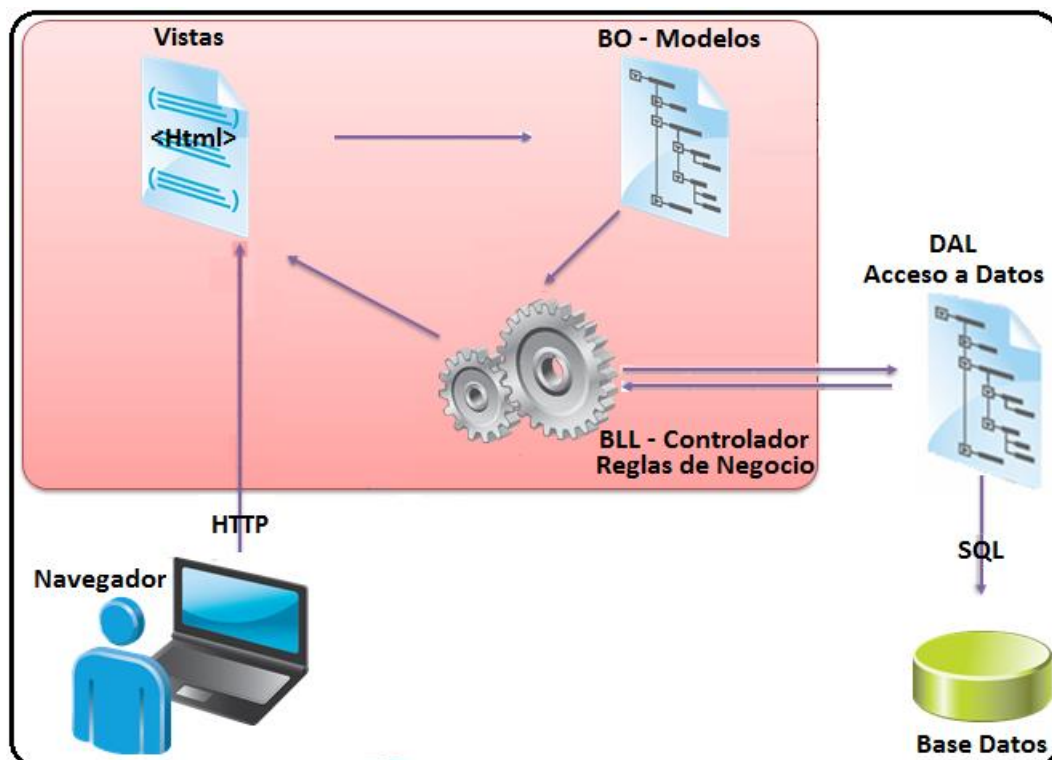 Vistas
BO - Modelos
<Html>
DAL
Acceso a Datos
BLL - Controlador
Reglas de Negocio
HTTP
SQL
Navegador
Base Datos